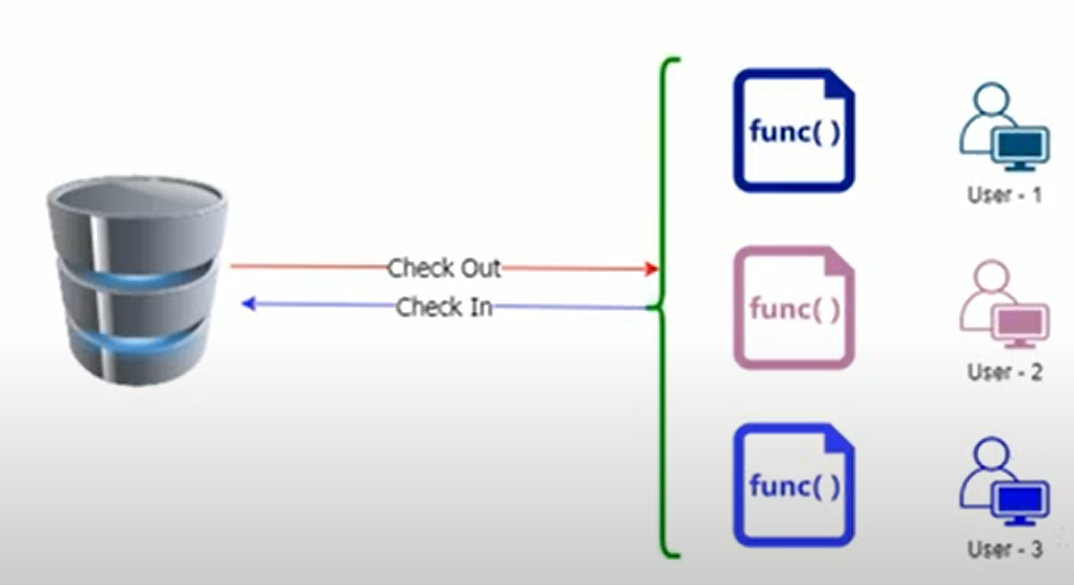 func( )
User - 1
Check Out
Check In
func( )
User - 2
func( )
User - 3